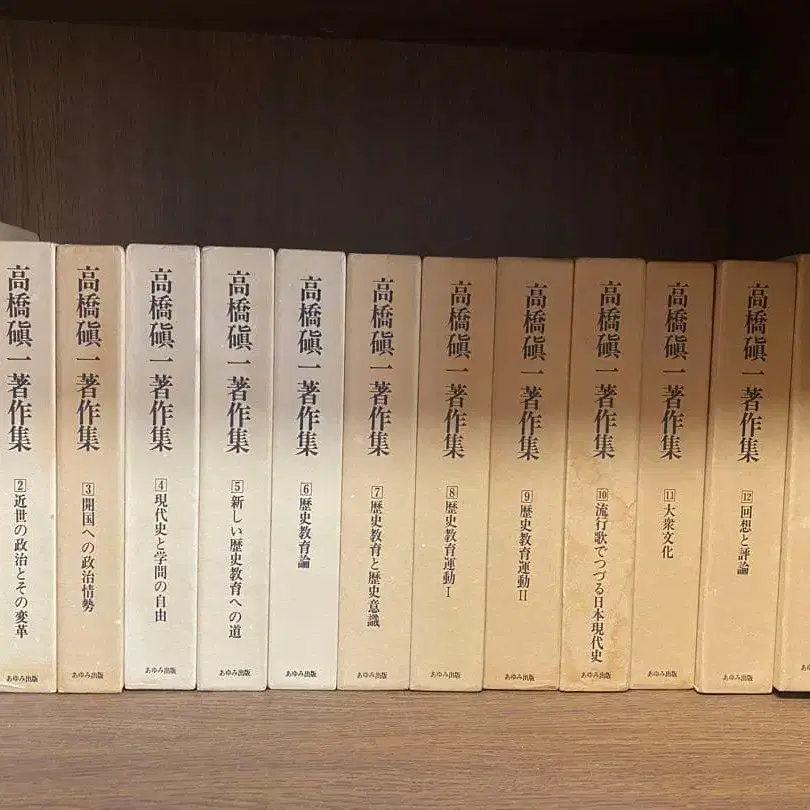 高橋磌一著作集
2 近世の政治とその変革
あゆみ出版
高橋磌一著作集
3 開国への政治情勢
あゆみ出版
高橋磌一著作集
4 現代史と学問の自由
あゆみ出版
高橋磌一著作集
5 新しい歴史教育への道
あゆみ出版
高橋磌一著作集
6 歴史教育論
あゆみ出版
高橋磌一著作集
7 歴史教育と歴史意識
あゆみ出版
高橋磌一著作集
8 歴史教育運動Ⅰ
あゆみ出版
高橋磌一著作集
9 歴史教育運動Ⅱ
あゆみ出版
高橋磌一著作集
10 流行歌でつづる日本現代史
あゆみ出版
高橋磌一著作集
11 大衆文化
あゆみ出版
高橋磌一著作集
12 回想と評論
あゆみ出版